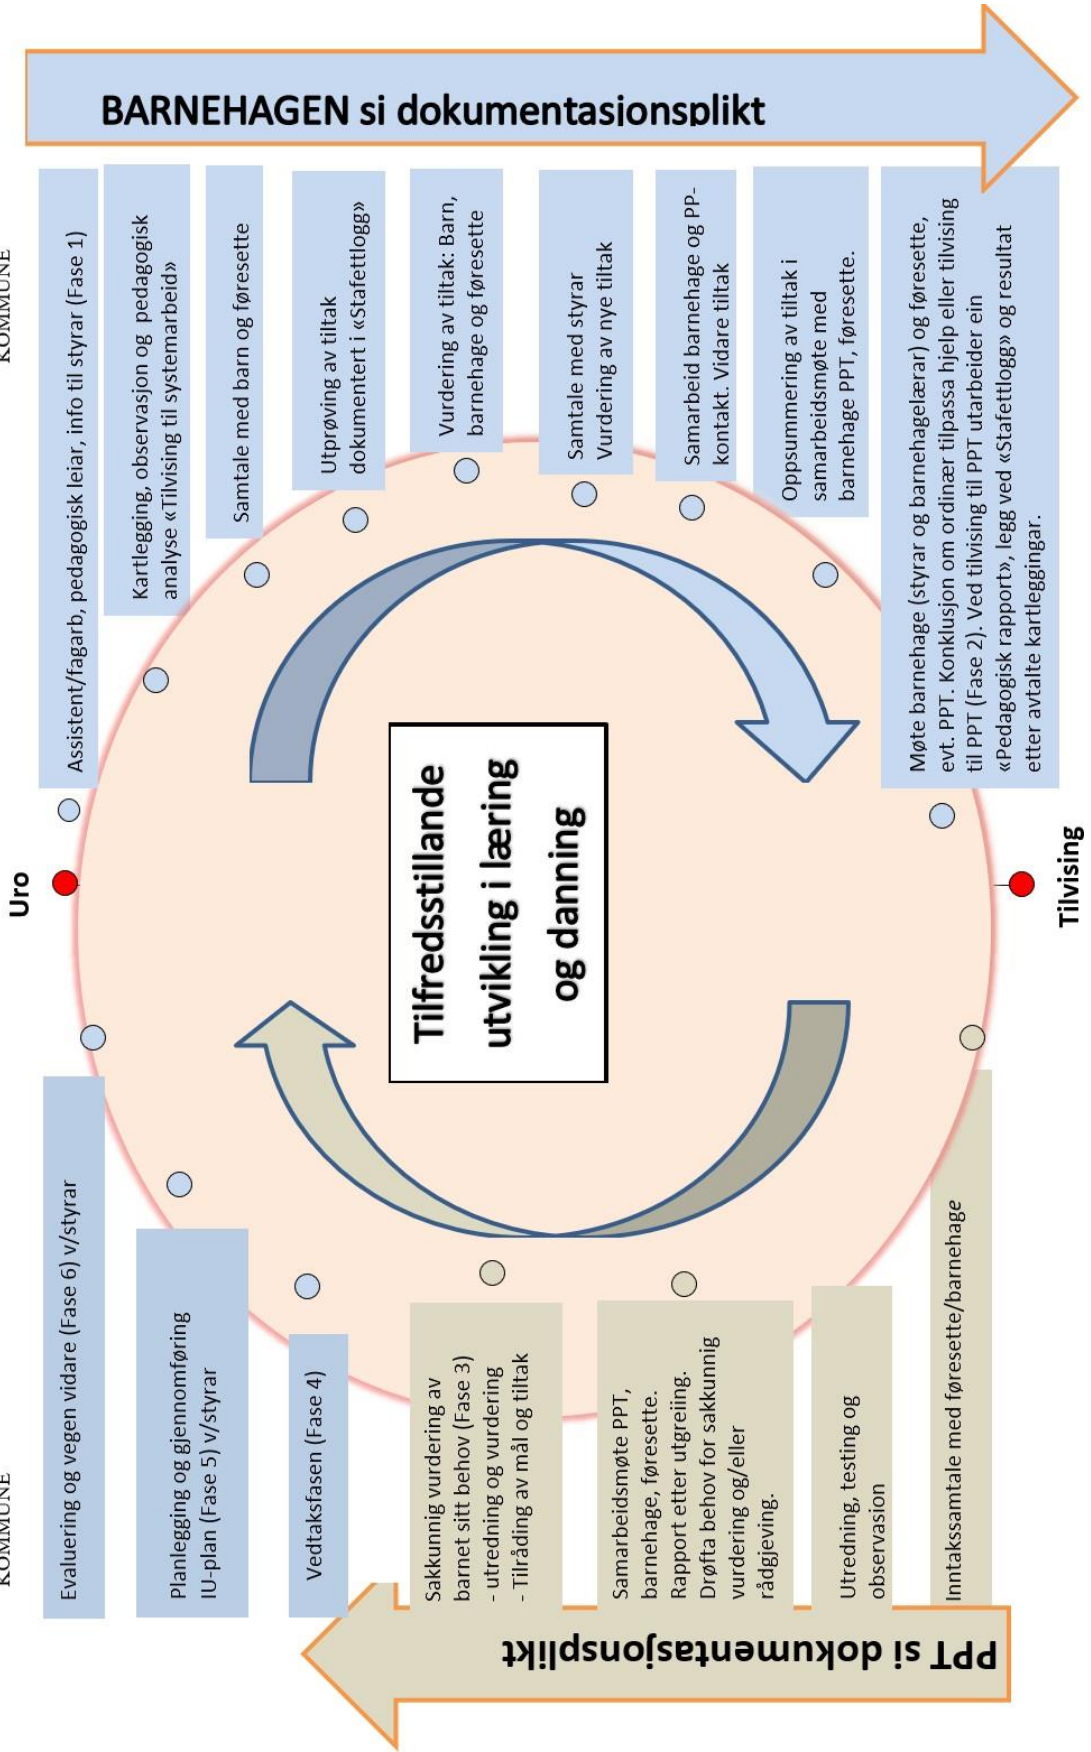 KOMMUNE
KOMMUNE
Uro
Assistent/fagarb, pedagogisk leiar, info til styrar (Fase 1)
Kartlegging, observasjon og pedagogisk
analyse «Tilvising til systemarbeid»
Samtale med barn og føresette
Utprøving av tiltak
dokumentert i «Stafettlogg»
Vurdering av tiltak: Barn,
barnehage og føresette
Samtale med styrar
Vurdering av nye tiltak
Samarbeid barnehage og PP-
kontakt. Vidare tiltak
Oppsummering av tiltak i
samarbeidsmøte med
barnehage PPT, føresette.
Møte barnehage (styrar og barnehagelærar) og føresette,
evt. PPT. Konklusjon om ordinær tilpassa hjelp eller tilvising
til PPT (Fase 2). Ved tilvising til PPT utarbeider ein
«Pedagogisk rapport», legg ved «Stafettlogg» og resultat
etter avtalte kartleggingar.
BARNEHAGEN si dokumentasjonsplikt
Tilfredsstillande
utvikling i læring
og danning
Tilvising
Evaluering og vegen vidare (Fase 6) v/styrar
Planlegging og gjennomføring
IU-plan (Fase 5) v/styrar
Vedtaksfasen (Fase 4)
Sakkunnig vurdering av
barnet sitt behov (Fase 3)
- utredning og vurdering
- Tilråding av mål og tiltak
Samarbeidsmøte PPT,
barnehage, føresette.
Rapport etter utgreiing.
Drøfta behov for sakkunnig
vurdering og/eller
rådgjeving.
Utredning, testing og
observasion
Inntakssamtale med føresette/barnehage
PPT si dokumentasjonsplikt